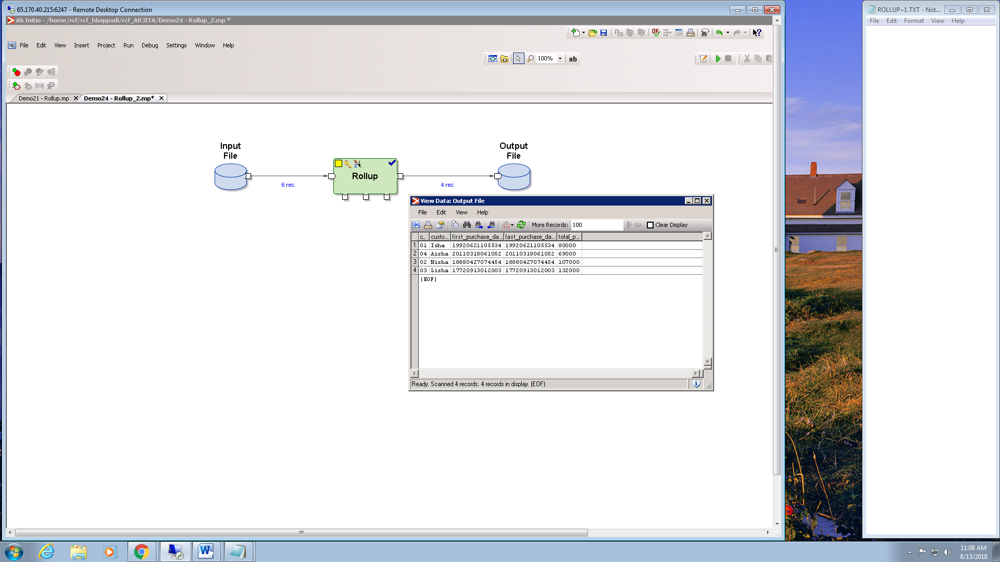 65.170.40.215:6247 - Remote Desktop Connection
Ab Initio - /home/rcf/rcf_hboppudi/rcf_ARJITA/Demo24 - Rollup_2.mp *
File Edit View Insert Project Run Debug Settings Window Help
100% ab
Demo21 - Rollup.mp Demo24 - Rollup_2.mp*
Input File
Rollup
Output File
6 rec
4 rec
View Data: Output File
File Edit View Help
More Records: 100 Go Clear Display
c... custo... first_purchase_da... last_purchase_da... total_p...
1 01 Isha 19920621105534 19920621105534 80000
2 04 Aisha 20110318061052 20110318061052 69000
3 02 Nisha 18880427074454 18880427074454 107000
4 03 Lisha 17720913012003 17720913012003 132000
[EOF]
Ready. Scanned 4 records. 4 records in display. (EOF)
ROLLUP~1.TXT - Not...
File Edit Format View Help
11:08 AM
8/13/2018